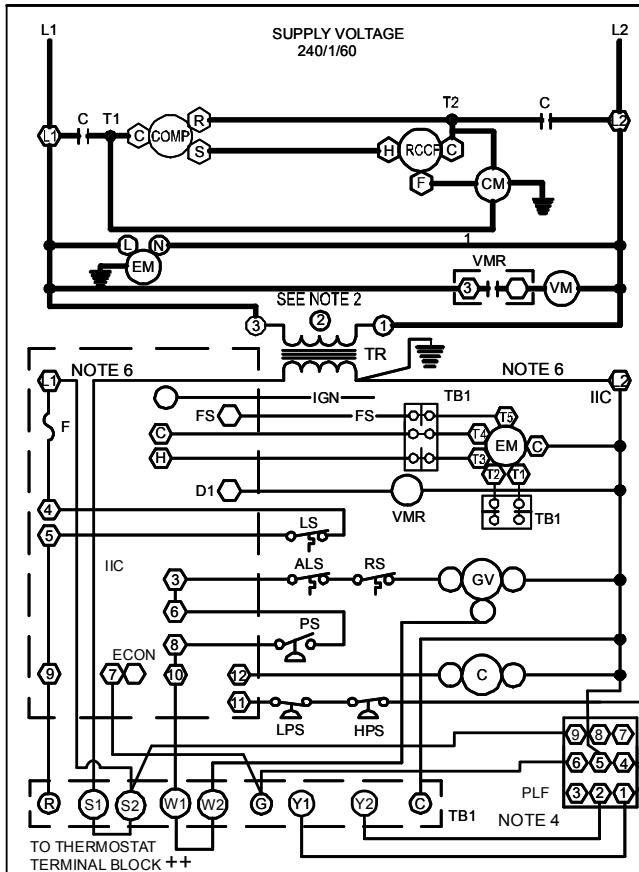 L1 SUPPLY VOLTAGE L2
240/1/60
C T1 R T2 C
L1 C COMP L2
S H RCCF C
F CM
1
L N
EM VMR
3 VM
SEE NOTE 2
3 2 1
TR
NOTE 6 NOTE 6
L1 L2
IGN TB1 IIC
F FS FS T5
C T4 EM C
H T3
T2 T1
D1
4 VMR TB1
LS
5
IIC ALS RS
3 GV
6
PS
8
ECON
9 7 10 12 C
11
LPS HPS
9 8 7
6 5 4
PLF 3 2 1
R S1 S2 W1 W2 G Y1 Y2 C
TB1 NOTE 4
TO THERMOSTAT
TERMINAL BLOCK ++